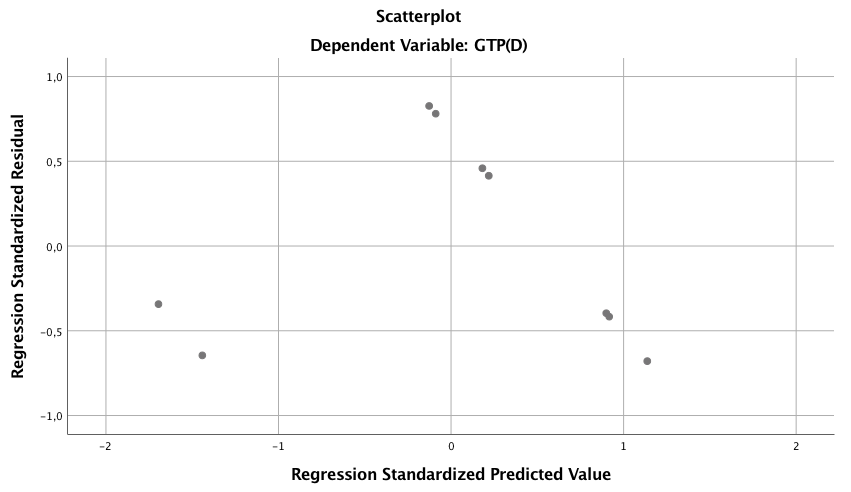 Scatterplot
Dependent Variable: GTP(D)
Regression Standardized Residual
1,0
0,5
0,0
−0,5
−1,0
−2
−1
0
1
2
Regression Standardized Predicted Value